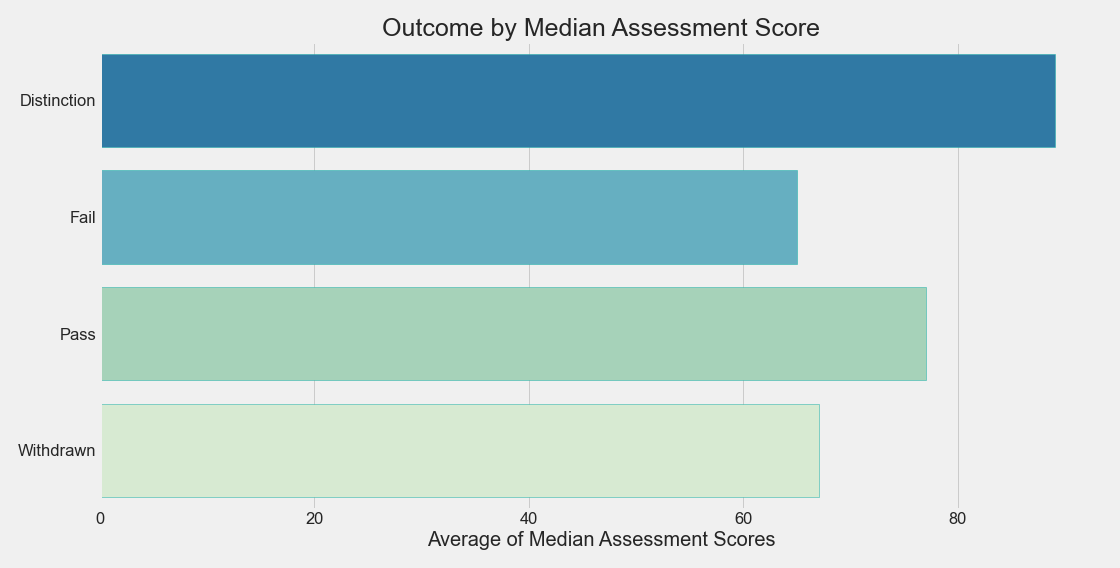 Outcome by Median Assessment Score
Distinction
Fail
Pass
Withdrawn
0 20 40 60 80
Average of Median Assessment Scores